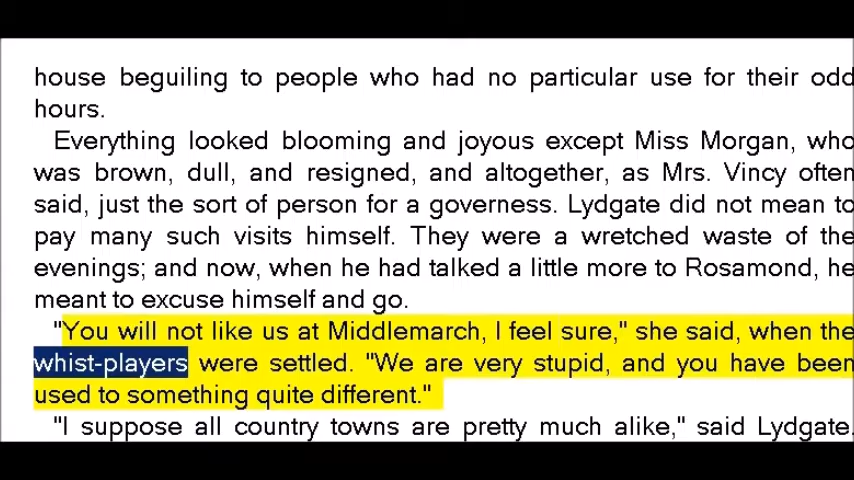 house beguiling to people who had no particular use for their odd
hours.
Everything looked blooming and joyous except Miss Morgan, who
was brown, dull, and resigned, and altogether, as Mrs. Vincy often
said, just the sort of person for a governess. Lydgate did not mean to
pay many such visits himself. They were a wretched waste of the
evenings; and now, when he had talked a little more to Rosamond, he
meant to excuse himself and go.
"You will not like us at Middlemarch, I feel sure," she said, when the
whist-players were settled. "We are very stupid, and you have been
used to something quite different."
"I suppose all country towns are pretty much alike," said Lydgate.